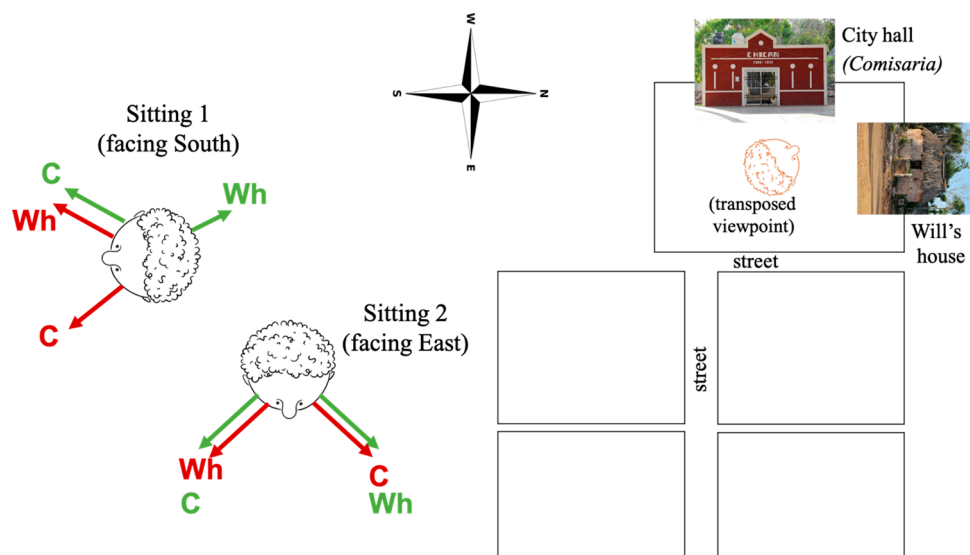 W
S
N
E
Sitting 1
(facing South)
C
Wh
Wh
C
Sitting 2
(facing East)
Wh
C
C
Wh
City hall
(Comisaria)
CHICAN
(transposed
viewpoint)
Will's
house
street
street